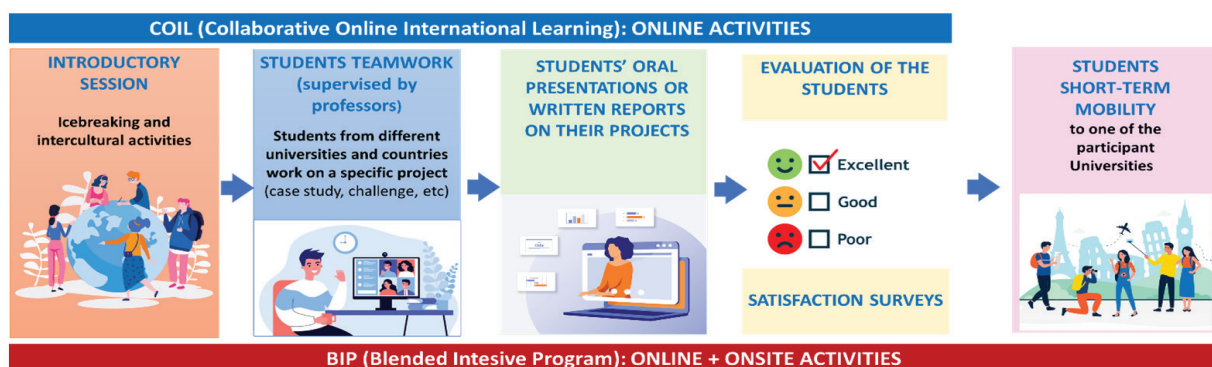 COIL (Collaborative Online International Learning): ONLINE ACTIVITIES
INTRODUCTORY
SESSION
Icebreaking and
intercultural activities
STUDENTS TEAMWORK
(supervised by
professors)
Students from different
universities and countries
work on a specific project
(case study, challenge, etc)
STUDENTS' ORAL
PRESENTATIONS OR
WRITTEN REPORTS
ON THEIR PROJECTS
EVALUATION OF THE
STUDENTS
Excellent
Good
Poor
SATISFACTION SURVEYS
STUDENTS
SHORT-TERM
MOBILITY
to one of the
participant
Universities
BIP (Blended Intesive Program): ONLINE + ONSITE ACTIVITIES